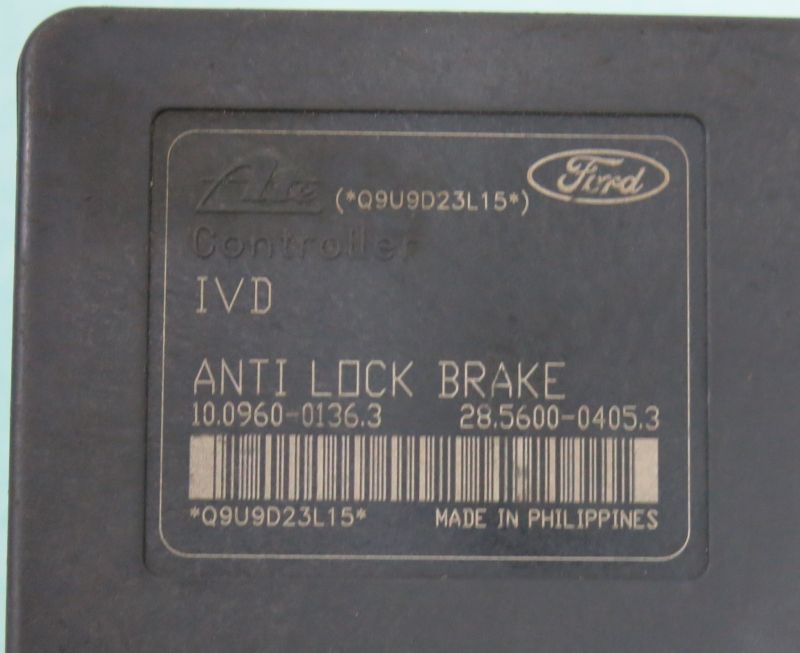 Ate (*Q9U9D23L15*) Ford
Controller
IVD
ANTI LOCK BRAKE
10.0960-0136.3 28.5600-0405.3
*Q9U9D23L15* MADE IN PHILIPPINES